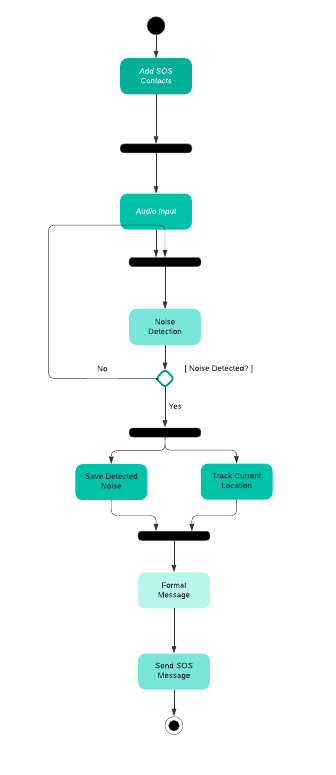 Add SOS
Contacts
Audio Input
Noise
Detection
[ Noise Detected? ]
No
Yes
Save Detected
Noise
Track Current
Location
Formal
Message
Send SOS
Message